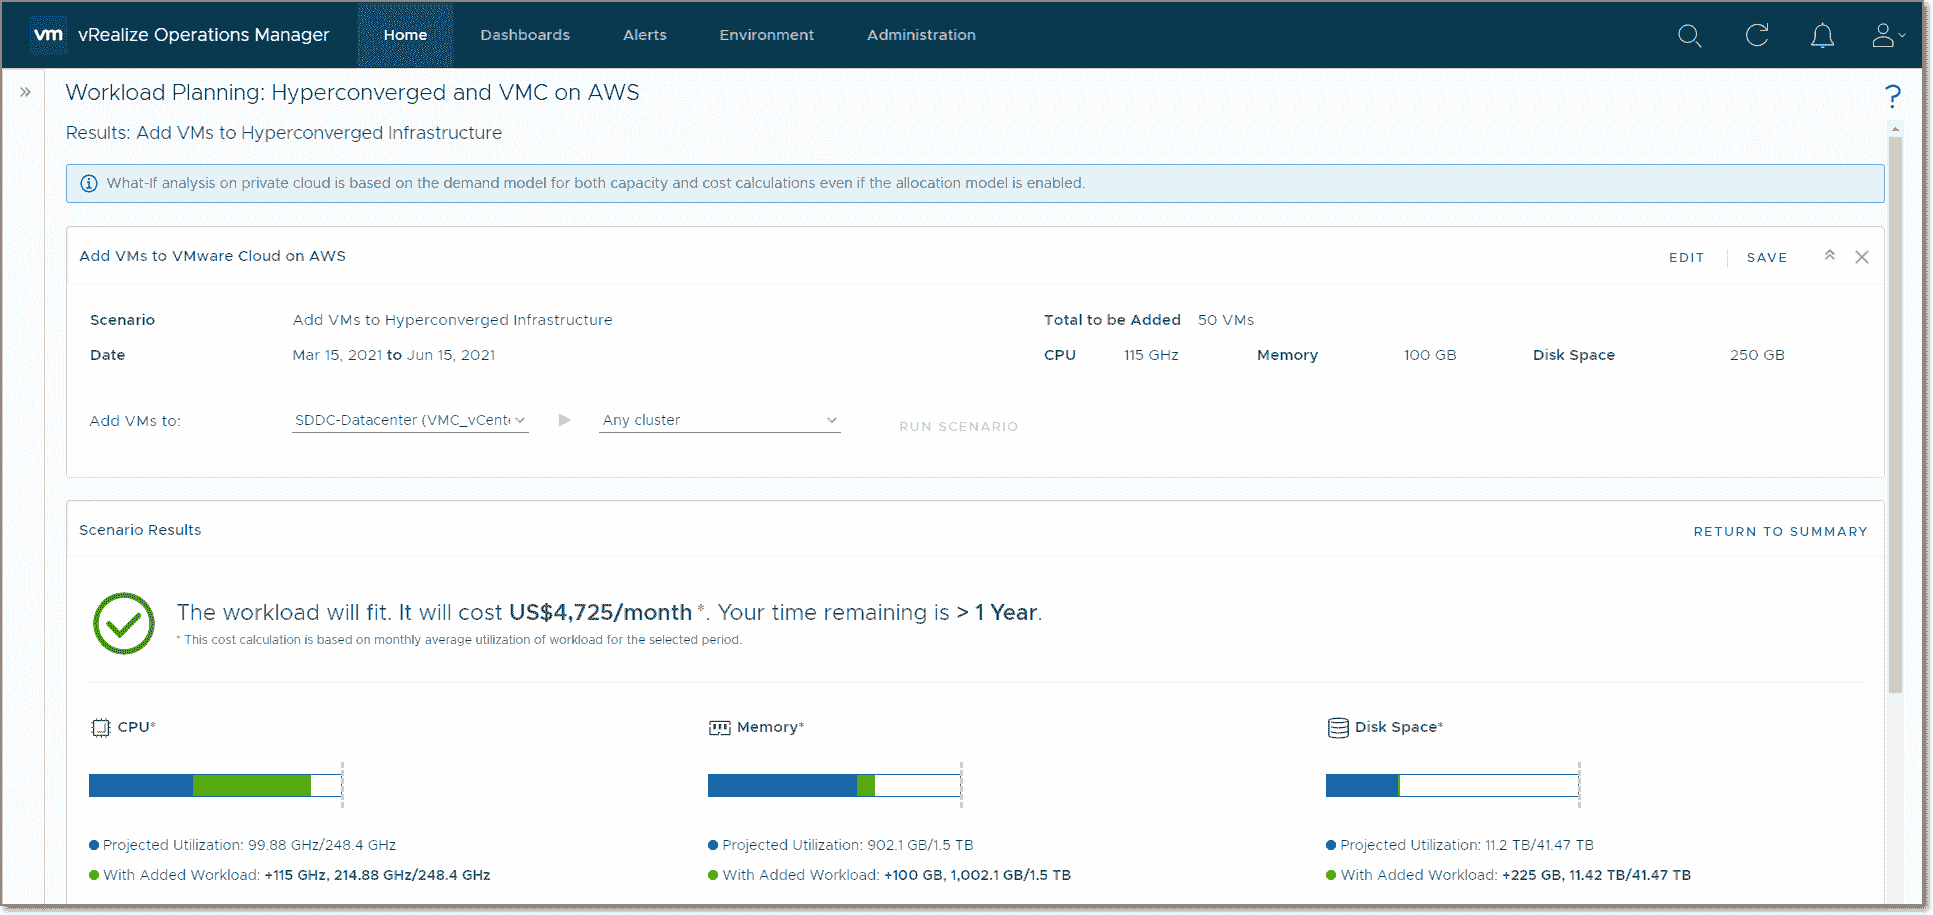 vm vRealize Operations Manager Home Dashboards Alerts Environment Administration
» Workload Planning: Hyperconverged and VMC on AWS ?
Results: Add VMs to Hyperconverged Infrastructure
What-If analysis on private cloud is based on the demand model for both capacity and cost calculations even if the allocation model is enabled.
Add VMs to VMware Cloud on AWS EDIT SAVE
Scenario Add VMs to Hyperconverged Infrastructure Total to be Added 50 VMs
Date Mar 15, 2021 to Jun 15, 2021 CPU 115 GHz Memory 100 GB Disk Space 250 GB
Add VMs to: SDDC-Datacenter (VMC_vCente Any cluster RUN SCENARIO
Scenario Results RETURN TO SUMMARY
The workload will fit. It will cost US$4,725/month *. Your time remaining is > 1 Year.
* This cost calculation is based on monthly average utilization of workload for the selected period.
CPU* Memory* Disk Space*
Projected Utilization: 99.88 GHz/248.4 GHz Projected Utilization: 902.1 GB/1.5 TB Projected Utilization: 11.2 TB/41.47 TB
With Added Workload: +115 GHz, 214.88 GHz/248.4 GHz With Added Workload: +100 GB, 1,002.1 GB/1.5 TB With Added Workload: +225 GB, 11.42 TB/41.47 TB